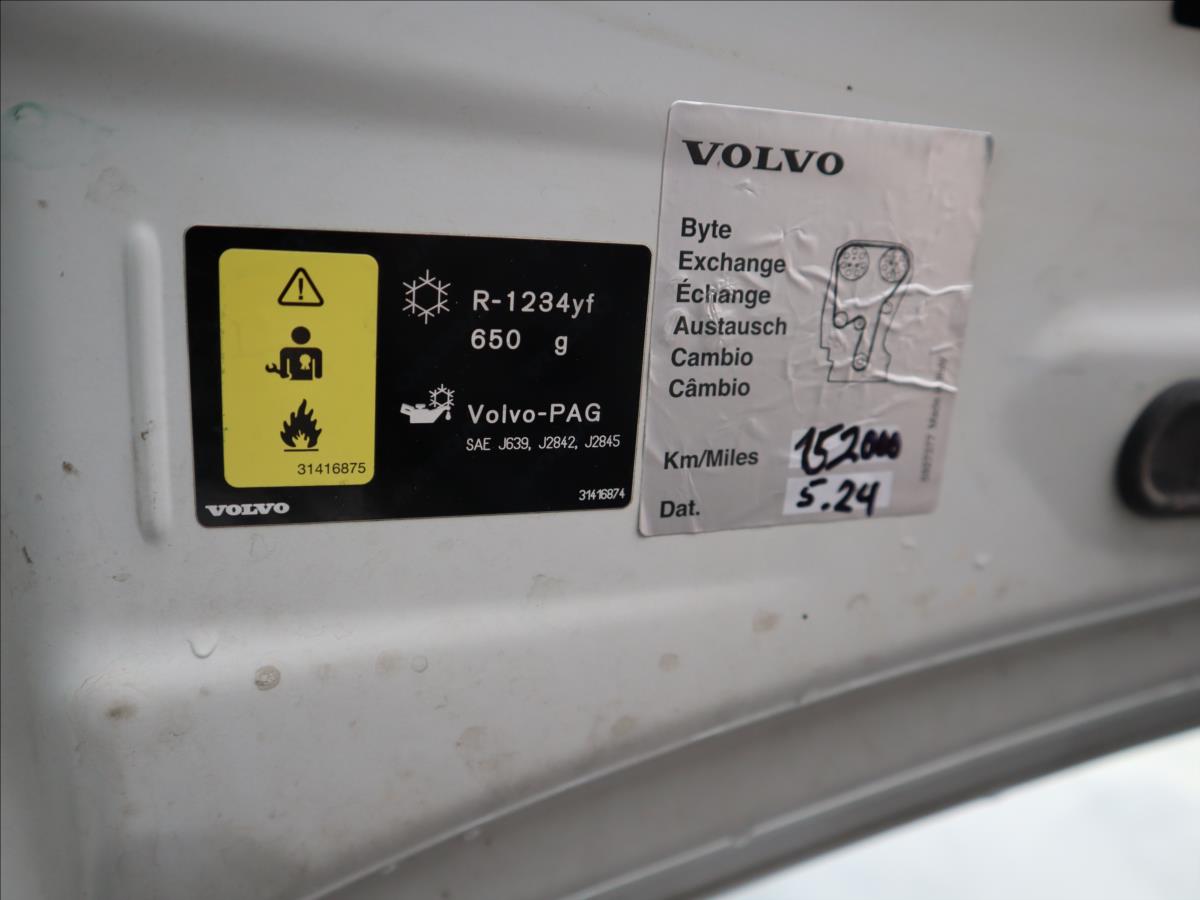 R-1234yf
650 g
Volvo-PAG
SAE J639, J2842, J2845
31416875
VOLVO
31416874
VOLVO
Byte
Exchange
Échange
Austausch
Cambio
Câmbio
Km/Miles 152000
Dat. 5.24